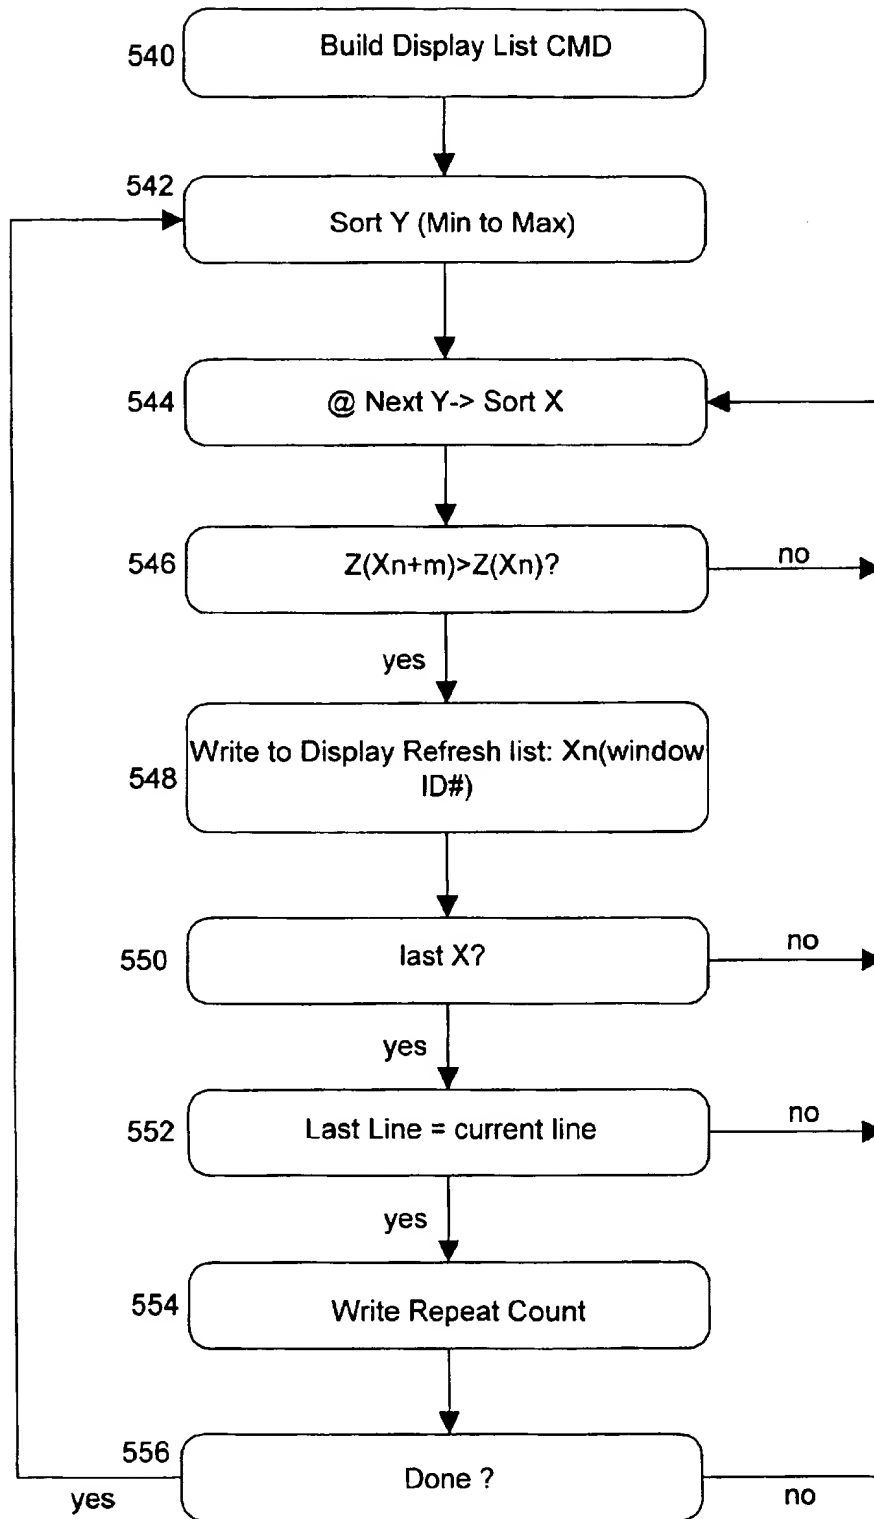 540
Build Display List CMD
542
Sort Y (Min to Max)
544
@ Next Y-> Sort X
546
Z(Xn+m)>Z(Xn)?
no
yes
Write to Display Refresh list: Xn(window
ID#)
548
550
last X?
no
yes
552
Last Line = current line
no
yes
554
Write Repeat Count
556
Done ?
yes
no